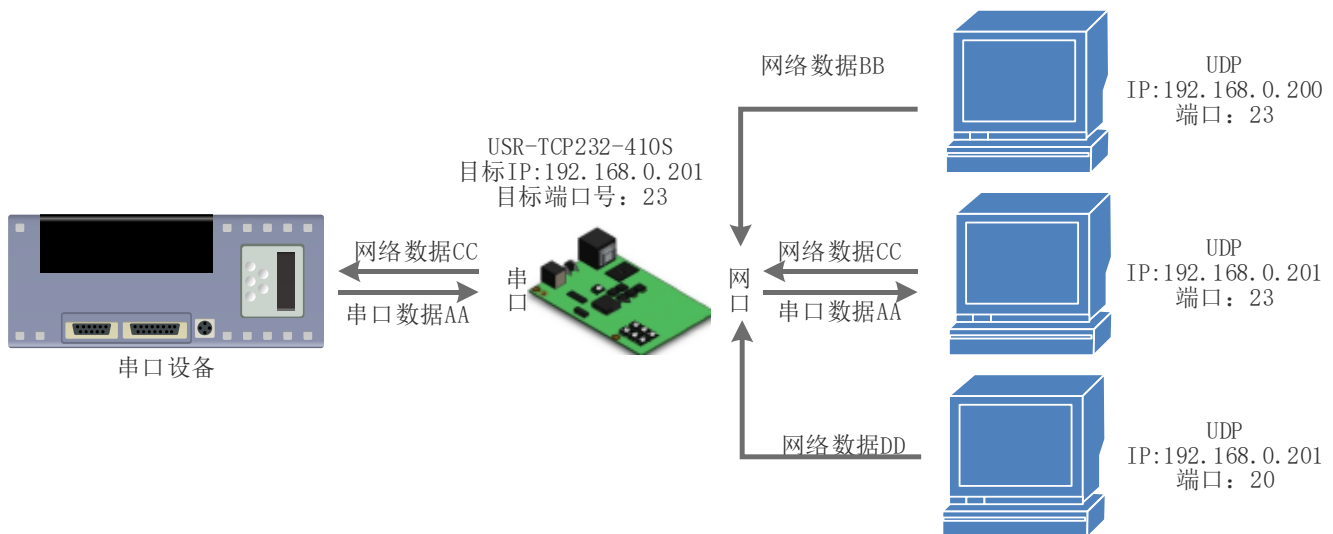 网络数据BB
UDP
IP:192.168.0.200
端口：23
USR-TCP232-410S
目标IP:192.168.0.201
目标端口号：23
网络数据CC
串口数据AA
串口
网口
网络数据CC
串口数据AA
UDP
IP:192.168.0.201
端口：23
串口设备
网络数据DD
UDP
IP:192.168.0.201
端口：20